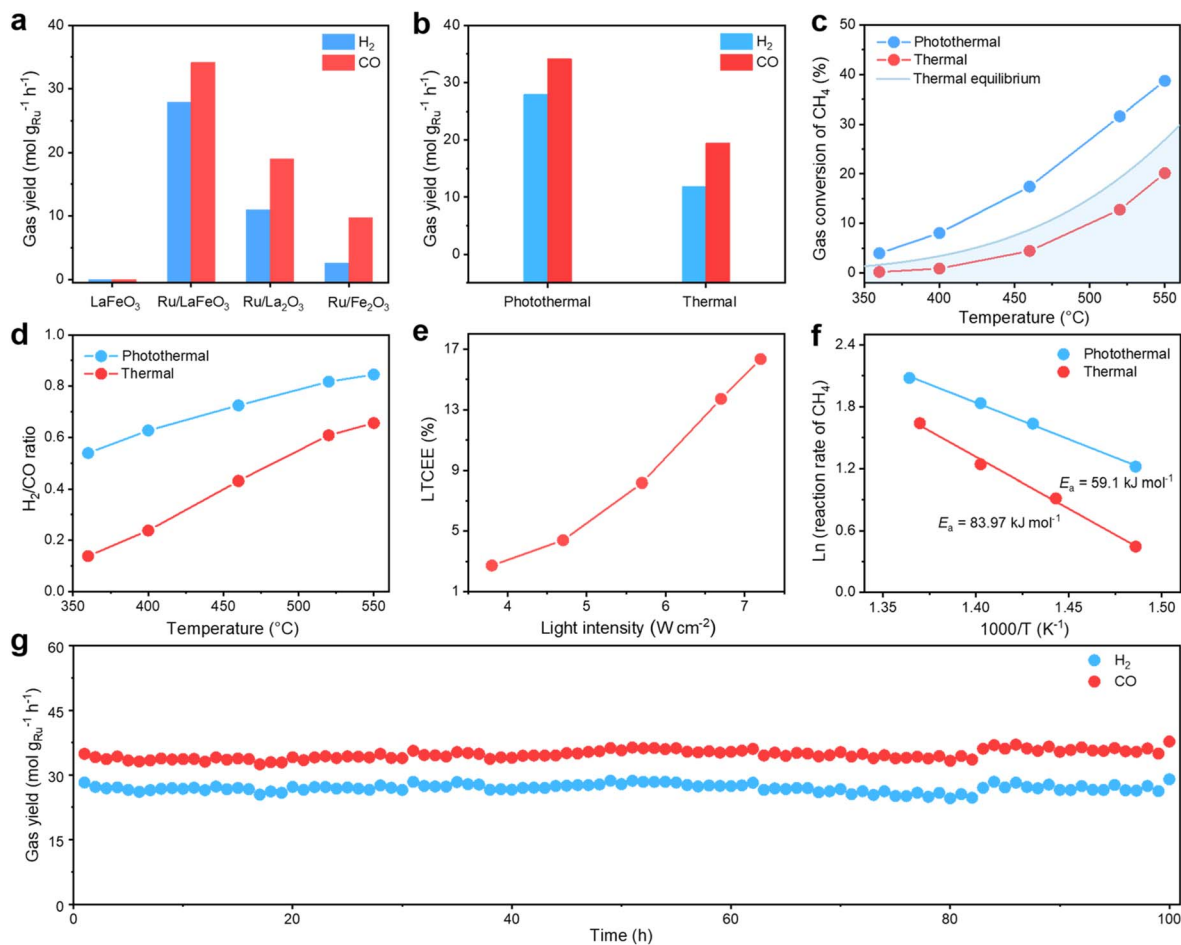 a
Gas yield (mol gRu⁻¹ h⁻¹)
40
30
20
10
0
H₂
CO
LaFeO₃ Ru/LaFeO₃ Ru/La₂O₃ Ru/Fe₂O₃
b
Gas yield (mol gRu⁻¹ h⁻¹)
40
30
20
10
0
H₂
CO
Photothermal Thermal
c
Gas conversion of CH₄ (%)
50
40
30
20
10
0
Photothermal
Thermal
Thermal equilibrium
350 400 450 500 550
Temperature (°C)
d
H₂/CO ratio
1.0
0.8
0.6
0.4
0.2
0.0
Photothermal
Thermal
350 400 450 500 550
Temperature (°C)
e
LTCEE (%)
17
13
9
5
1
4 5 6 7
Light intensity (W cm⁻²)
f
Ln (reaction rate of CH₄)
2.4
1.8
1.2
0.6
0.0
Photothermal
Thermal
Eₐ = 59.1 kJ mol⁻¹
Eₐ = 83.97 kJ mol⁻¹
1.35 1.40 1.45 1.50
1000/T (K⁻¹)
g
Gas yield (mol gRu⁻¹ h⁻¹)
60
45
30
15
0
H₂
CO
0 20 40 60 80 100
Time (h)